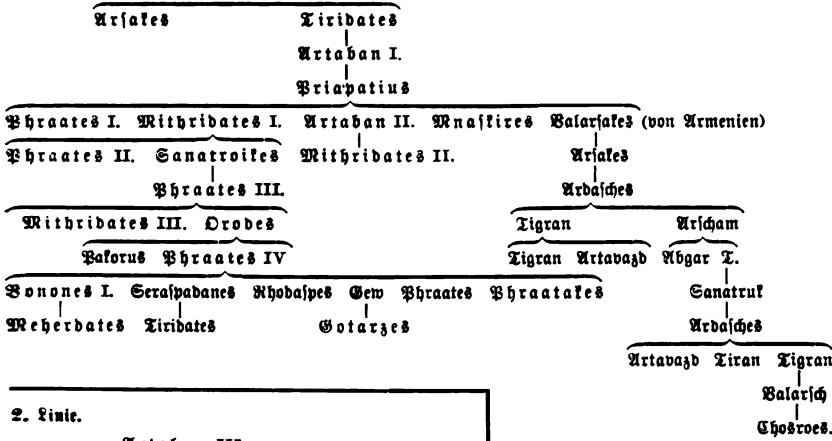 Arsakes Tiridates
Artaban I.
Priapatius
Phraates I. Mithridates I. Artaban II. Mnaskires Valarsakes (von Armenien)
Phraates II. Sanatroikes Mithridates II. Arsakes
Phraates III. Ardasches
Mithridates III. Orodes Tigran Arscham
Pakorus Phraates IV Tigran Artavazd Abgar T.
Vonones I. Seraspadanes Rhodaspes Gew Phraates Phraatakes Sanatruk
Meherdates Tiridates Gotarzes Ardasches
Artavazd Tiran Tigran
Valarsch
2. Linie.
Chosroes.